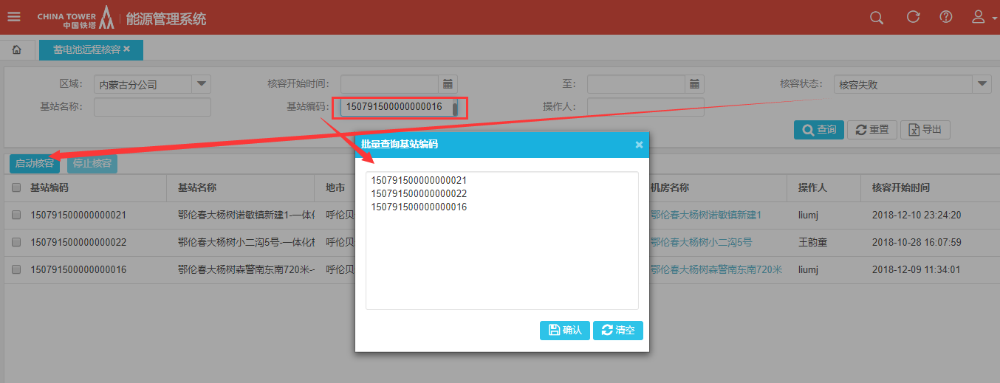 CHINA TOWER
中国铁塔
能源管理系统
蓄电池远程核容
区域：
内蒙古分公司
核容开始时间：
至：
核容状态：
核容失败
基站名称：
基站编码：
150791500000000016
操作人：
查询
重置
导出
启动核容
停止核容
基站编码
基站名称
地市
机房名称
操作人
核容开始时间
150791500000000021
鄂伦春大杨树诺敏镇新建1-一体化
呼伦贝
鄂伦春大杨树诺敏镇新建1
liumj
2018-12-10 23:24:20
150791500000000022
鄂伦春大杨树小二沟5号-一体化
呼伦贝
鄂伦春大杨树小二沟5号
王韵童
2018-10-28 16:07:59
150791500000000016
鄂伦春大杨树森警南东南720米-
呼伦贝
鄂伦春大杨树森警南东南720米
liumj
2018-12-09 11:34:01
批量查询基站编码
150791500000000021
150791500000000022
150791500000000016
确认
清空